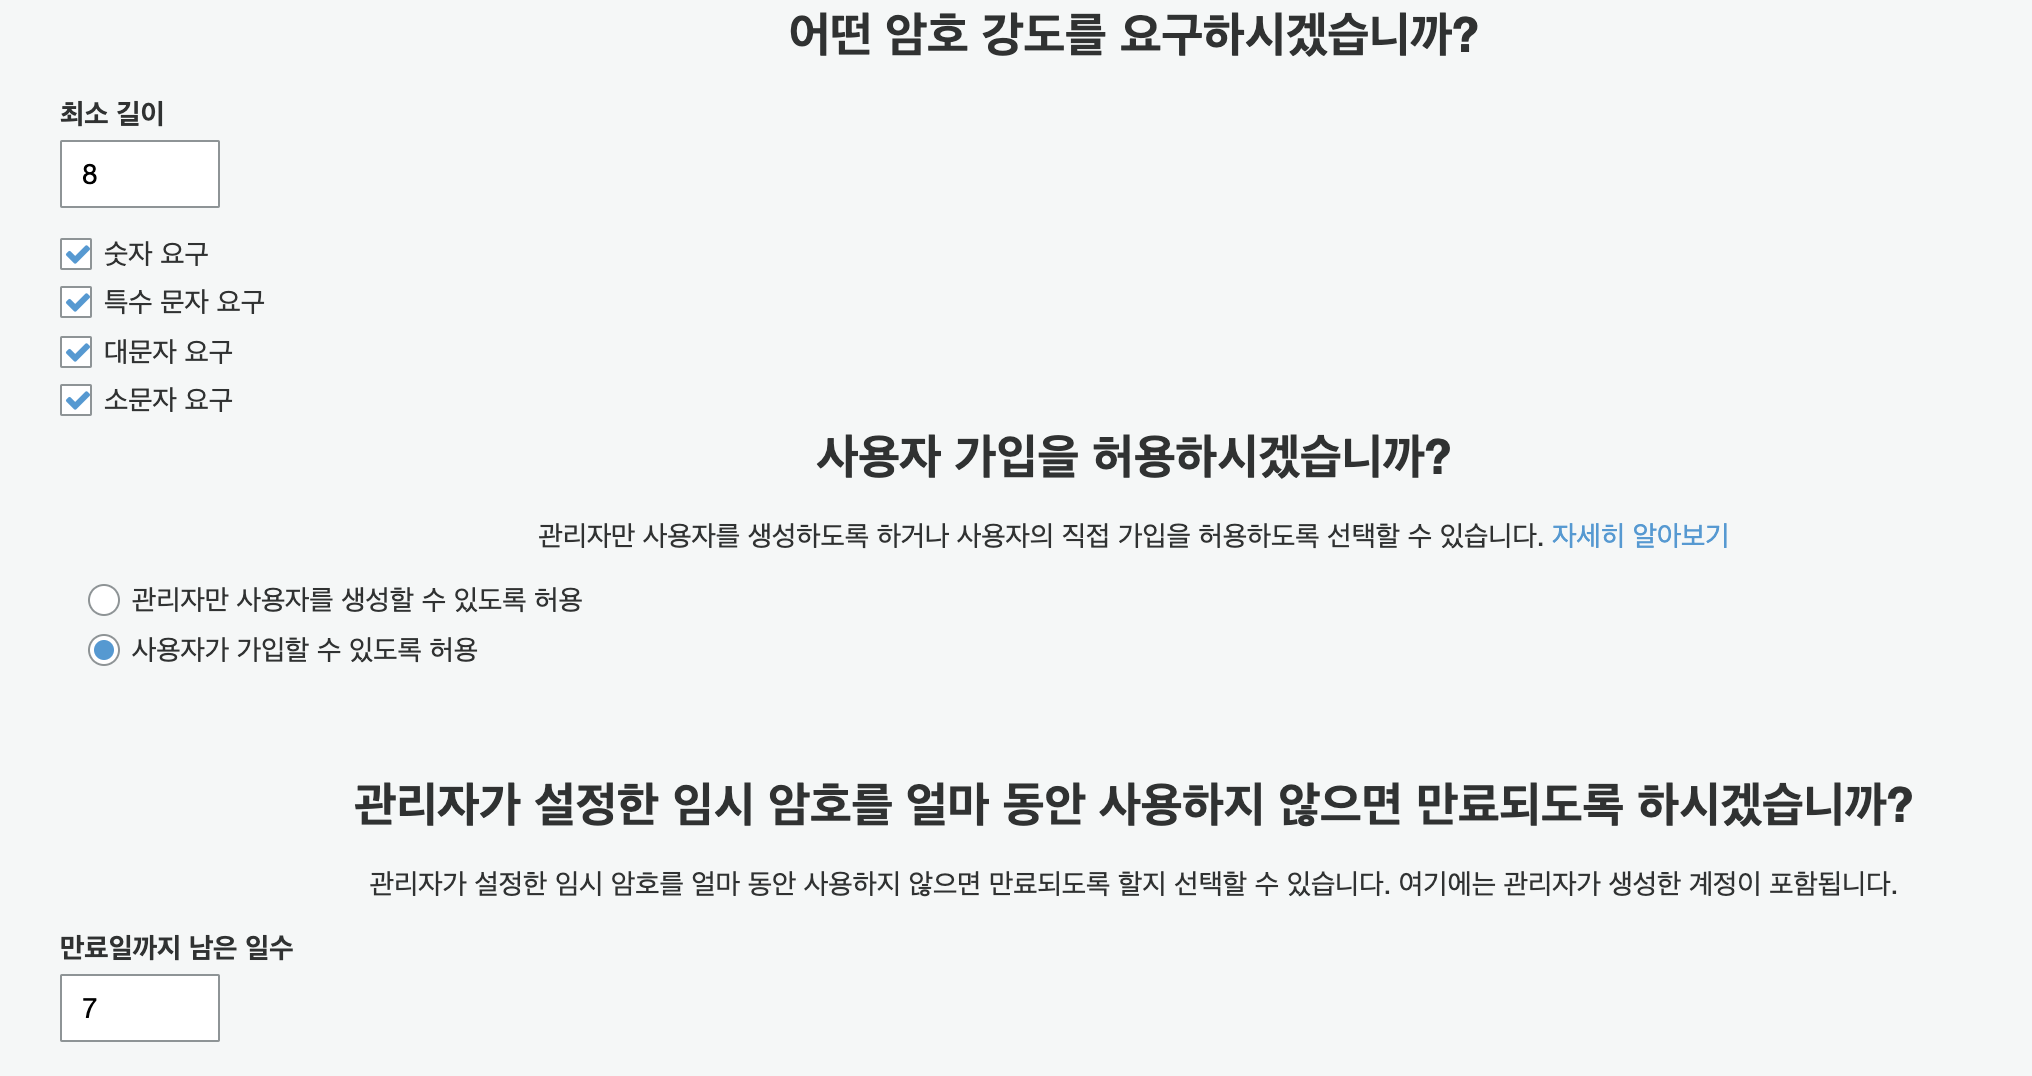 어떤 암호 강도를 요구하시겠습니까?
최소 길이
8
숫자 요구
특수 문자 요구
대문자 요구
소문자 요구
사용자 가입을 허용하시겠습니까?
관리자만 사용자를 생성하도록 하거나 사용자의 직접 가입을 허용하도록 선택할 수 있습니다. 자세히 알아보기
관리자만 사용자를 생성할 수 있도록 허용
사용자가 가입할 수 있도록 허용
관리자가 설정한 임시 암호를 얼마 동안 사용하지 않으면 만료되도록 하시겠습니까?
관리자가 설정한 임시 암호를 얼마 동안 사용하지 않으면 만료되도록 할지 선택할 수 있습니다. 여기에는 관리자가 생성한 계정이 포함됩니다.
만료일까지 남은 일수
7